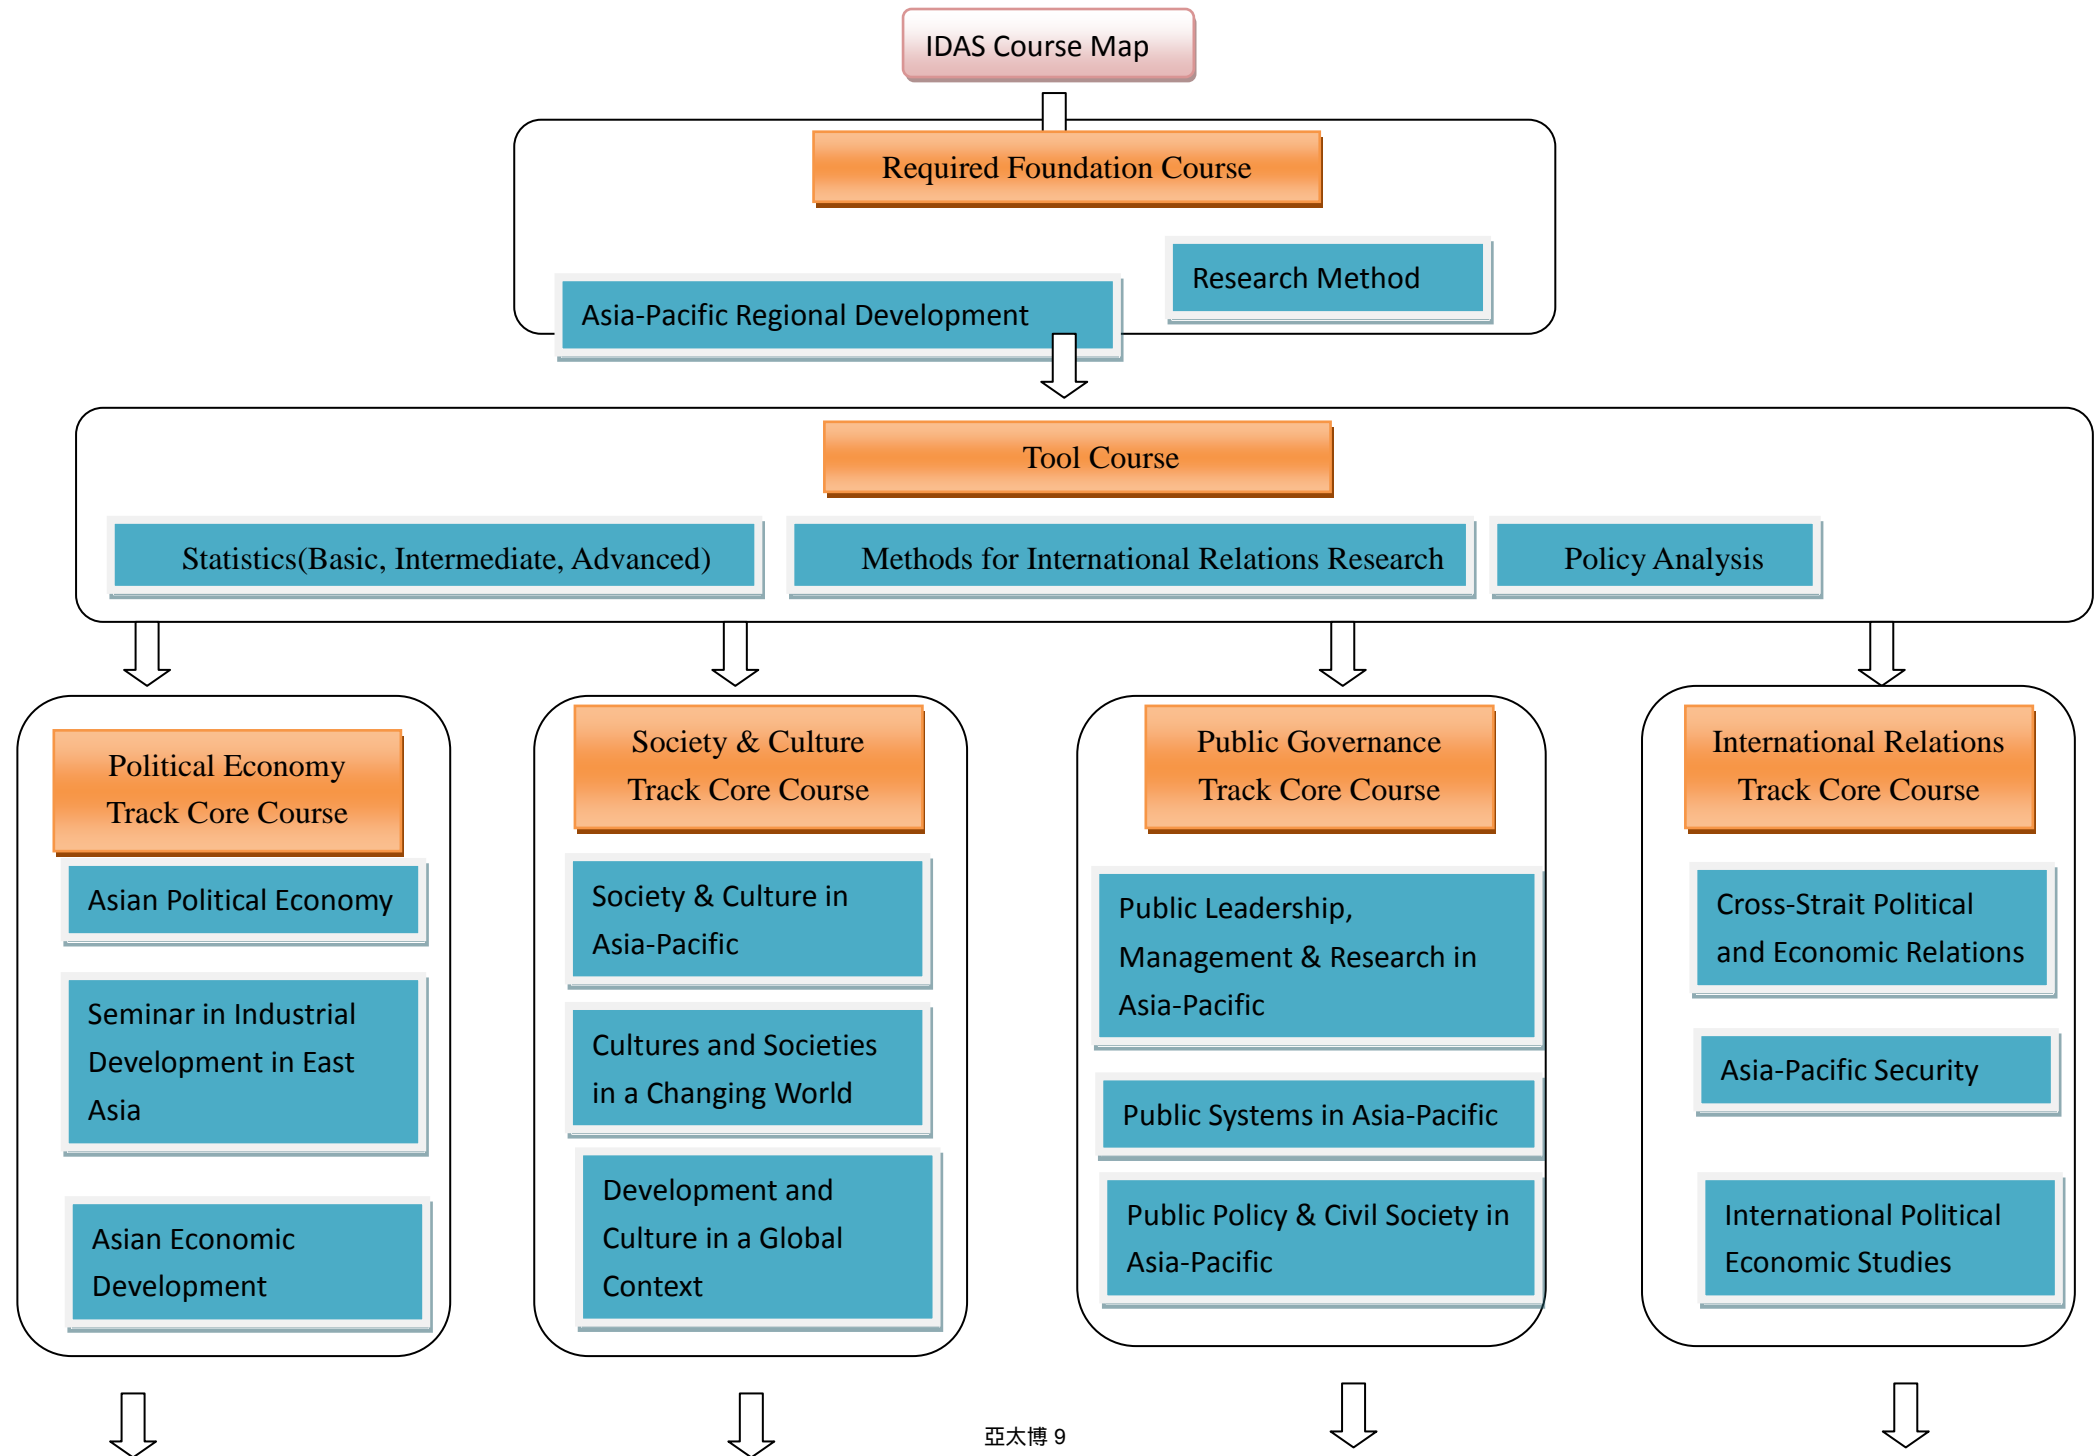 IDAS Course Map
Required Foundation Course
Research Method
Asia-Pacific Regional Development
Tool Course
Statistics(Basic, Intermediate, Advanced)
Methods for International Relations Research
Policy Analysis
Political Economy
Track Core Course
Asian Political Economy
Seminar in Industrial
Development in East
Asia
Asian Economic
Development
Society & Culture
Track Core Course
Society & Culture in
Asia-Pacific
Cultures and Societies
in a Changing World
Development and
Culture in a Global
Context
Public Governance
Track Core Course
Public Leadership,
Management & Research in
Asia-Pacific
Public Systems in Asia-Pacific
Public Policy & Civil Society in
Asia-Pacific
International Relations
Track Core Course
Cross-Strait Political
and Economic Relations
Asia-Pacific Security
International Political
Economic Studies
亞太博 9